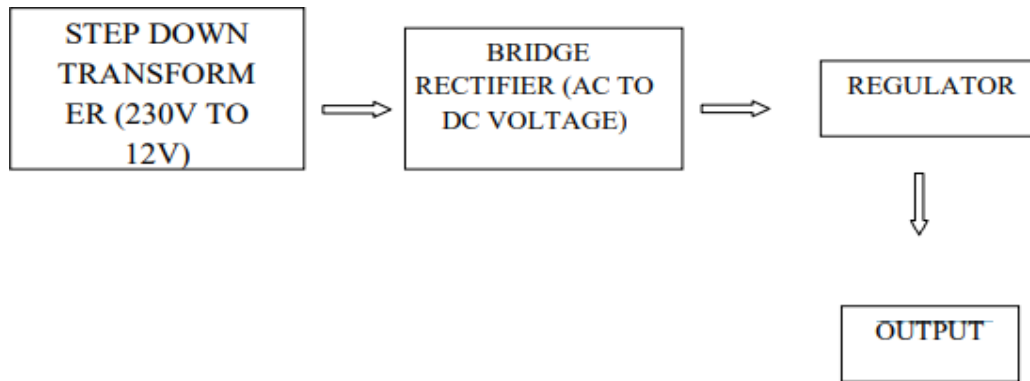 STEP DOWN
TRANSFORM
ER (230V TO
12V)
BRIDGE
RECTIFIER (AC TO
DC VOLTAGE)
REGULATOR
OUTPUT